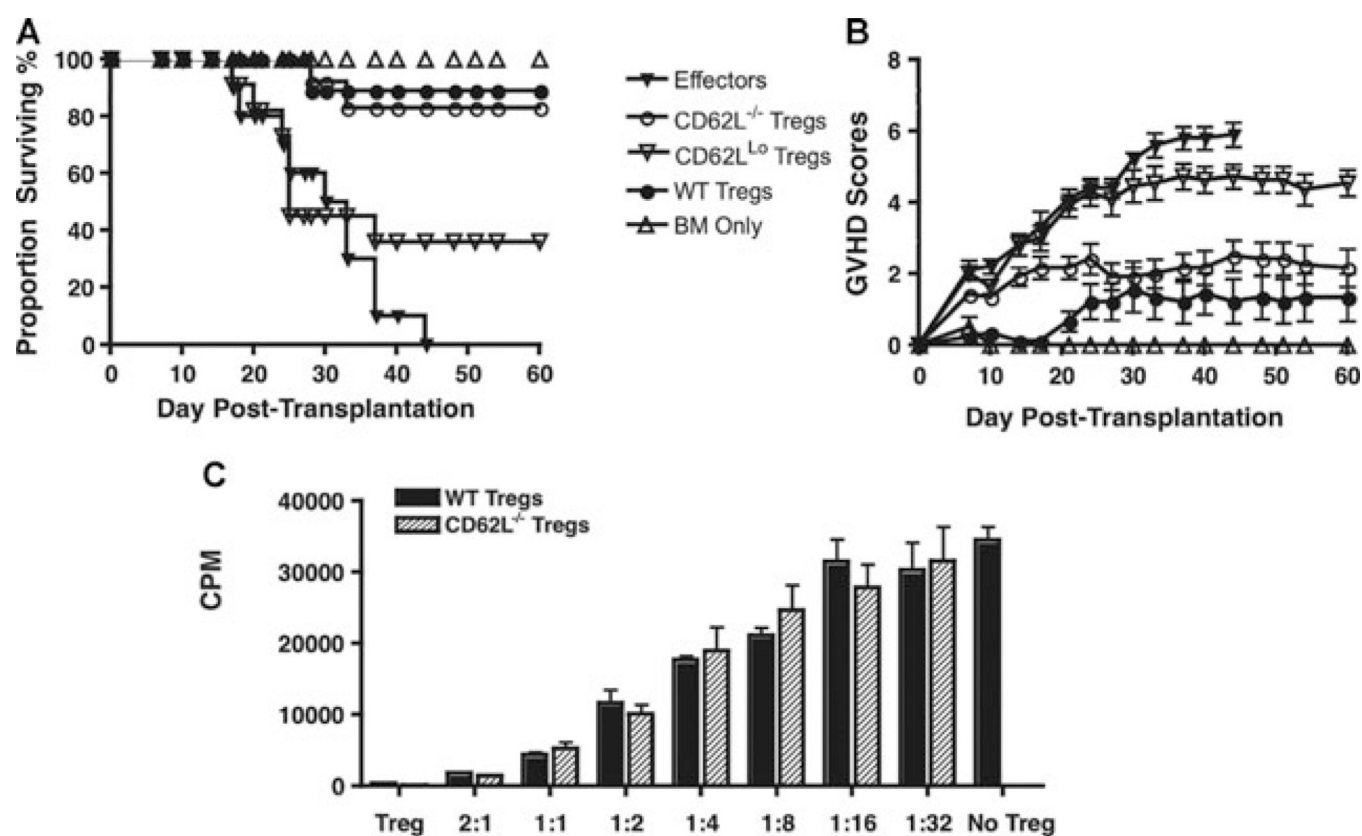 A
Proportion Surviving %
100
80
60
40
20
0
0 10 20 30 40 50 60
Day Post-Transplantation
Effectors
CD62L-/- Tregs
CD62LLo Tregs
WT Tregs
BM Only
B
GVHD Scores
8
6
4
2
0
0 10 20 30 40 50 60
Day Post-Transplantation
C
CPM
40000
30000
20000
10000
0
WT Tregs
CD62L-/- Tregs
Treg 2:1 1:1 1:2 1:4 1:8 1:16 1:32 No Treg